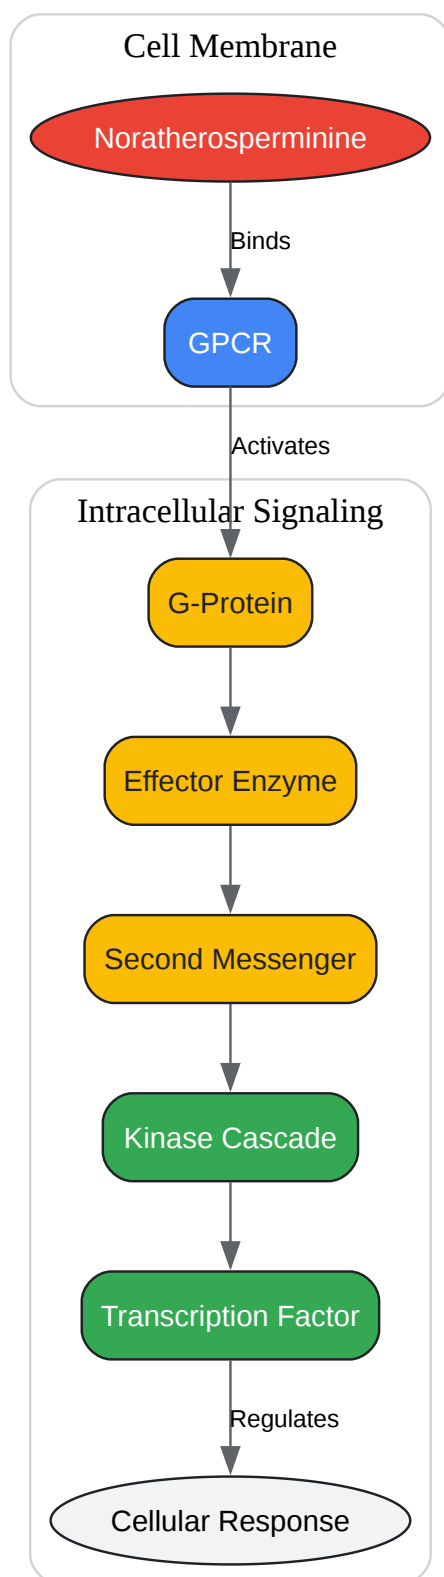 Cell Membrane
Noratherosperminine
Binds
GPCR
Activates
Intracellular Signaling
G-Protein
Effector Enzyme
Second Messenger
Kinase Cascade
Transcription Factor
Regulates
Cellular Response